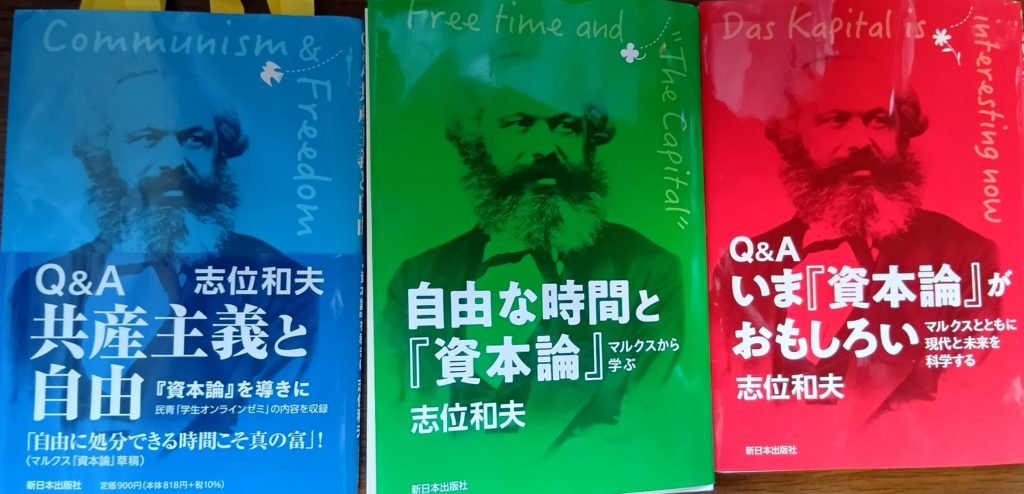 Communism &
Freedom
Q&A 志位和夫
共産主義と
自由
『資本論』を導きに
民青「学生オンラインゼミ」の内容を収録
「自由に処分できる時間こそ真の富」!
(マルクス『資本論』草稿)
新日本出版社 定価900円(本体818円+税10%)
Free time and
"The Capital"
自由な時間と
『資本論』
マルクスから
学ぶ
志位和夫
新日本出版社
Das Kapital is
interesting now
Q&A
いま『資本論』が
おもしろい
マルクスとともに
現代と未来を
科学する
志位和夫
新日本出版社